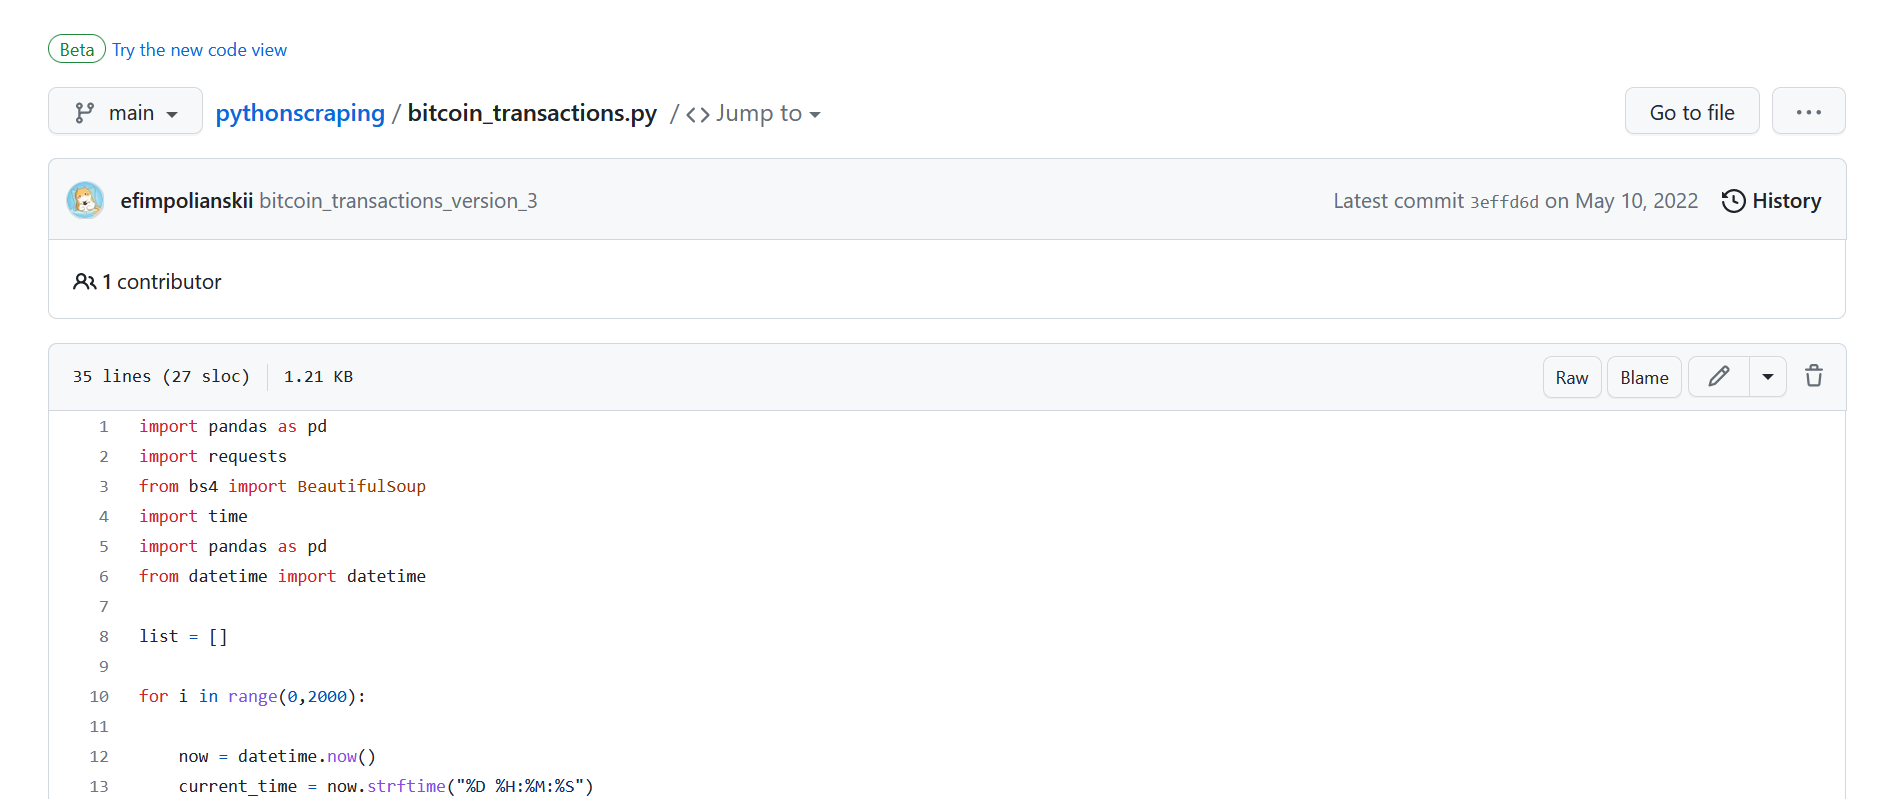 Beta Try the new code view
main pythonscraping / bitcoin_transactions.py / <> Jump to Go to file ...
efimpolianskii bitcoin_transactions_version_3 Latest commit 3effd6d on May 10, 2022 History
1 contributor
35 lines (27 sloc) 1.21 KB Raw Blame
1 import pandas as pd
2 import requests
3 from bs4 import BeautifulSoup
4 import time
5 import pandas as pd
6 from datetime import datetime
7
8 list = []
9
10 for i in range(0,2000):
11
12     now = datetime.now()
13     current_time = now.strftime("%D %H:%M:%S")